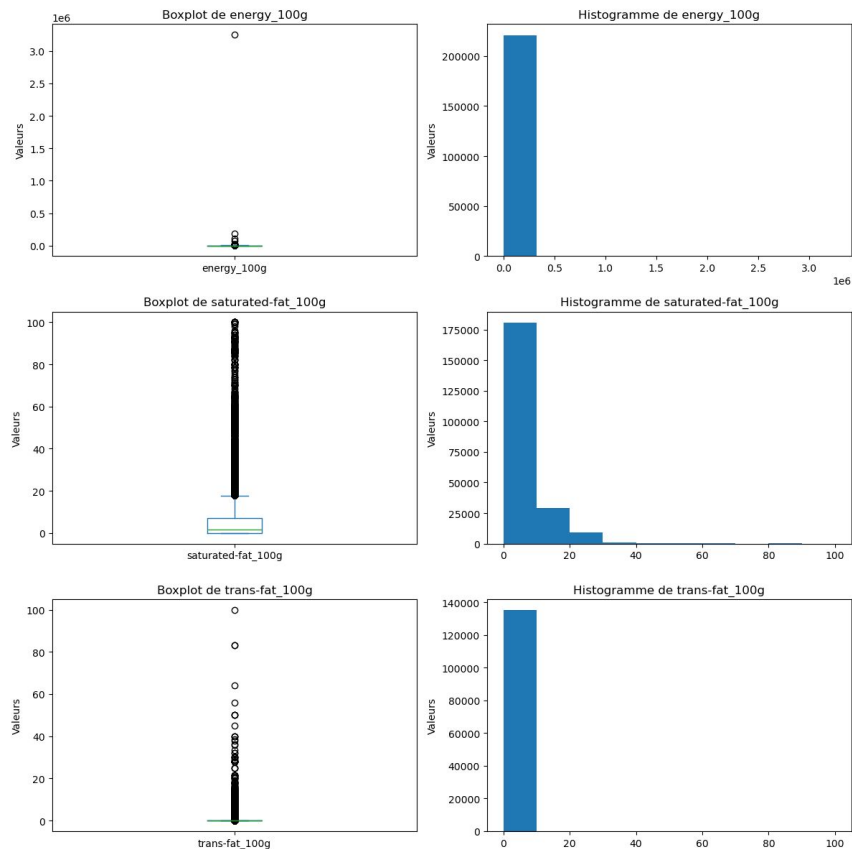 Boxplot de energy_100g
1e6
3.0
2.5
2.0
1.5
1.0
0.5
0.0
Valeurs
energy_100g
Histogramme de energy_100g
200000
150000
100000
50000
0
Valeurs
0.0 0.5 1.0 1.5 2.0 2.5 3.0
1e6
Boxplot de saturated-fat_100g
100
80
60
40
20
0
Valeurs
saturated-fat_100g
Histogramme de saturated-fat_100g
175000
150000
125000
100000
75000
50000
25000
0
Valeurs
0 20 40 60 80 100
Boxplot de trans-fat_100g
100
80
60
40
20
0
Valeurs
trans-fat_100g
Histogramme de trans-fat_100g
140000
120000
100000
80000
60000
40000
20000
0
Valeurs
0 20 40 60 80 100